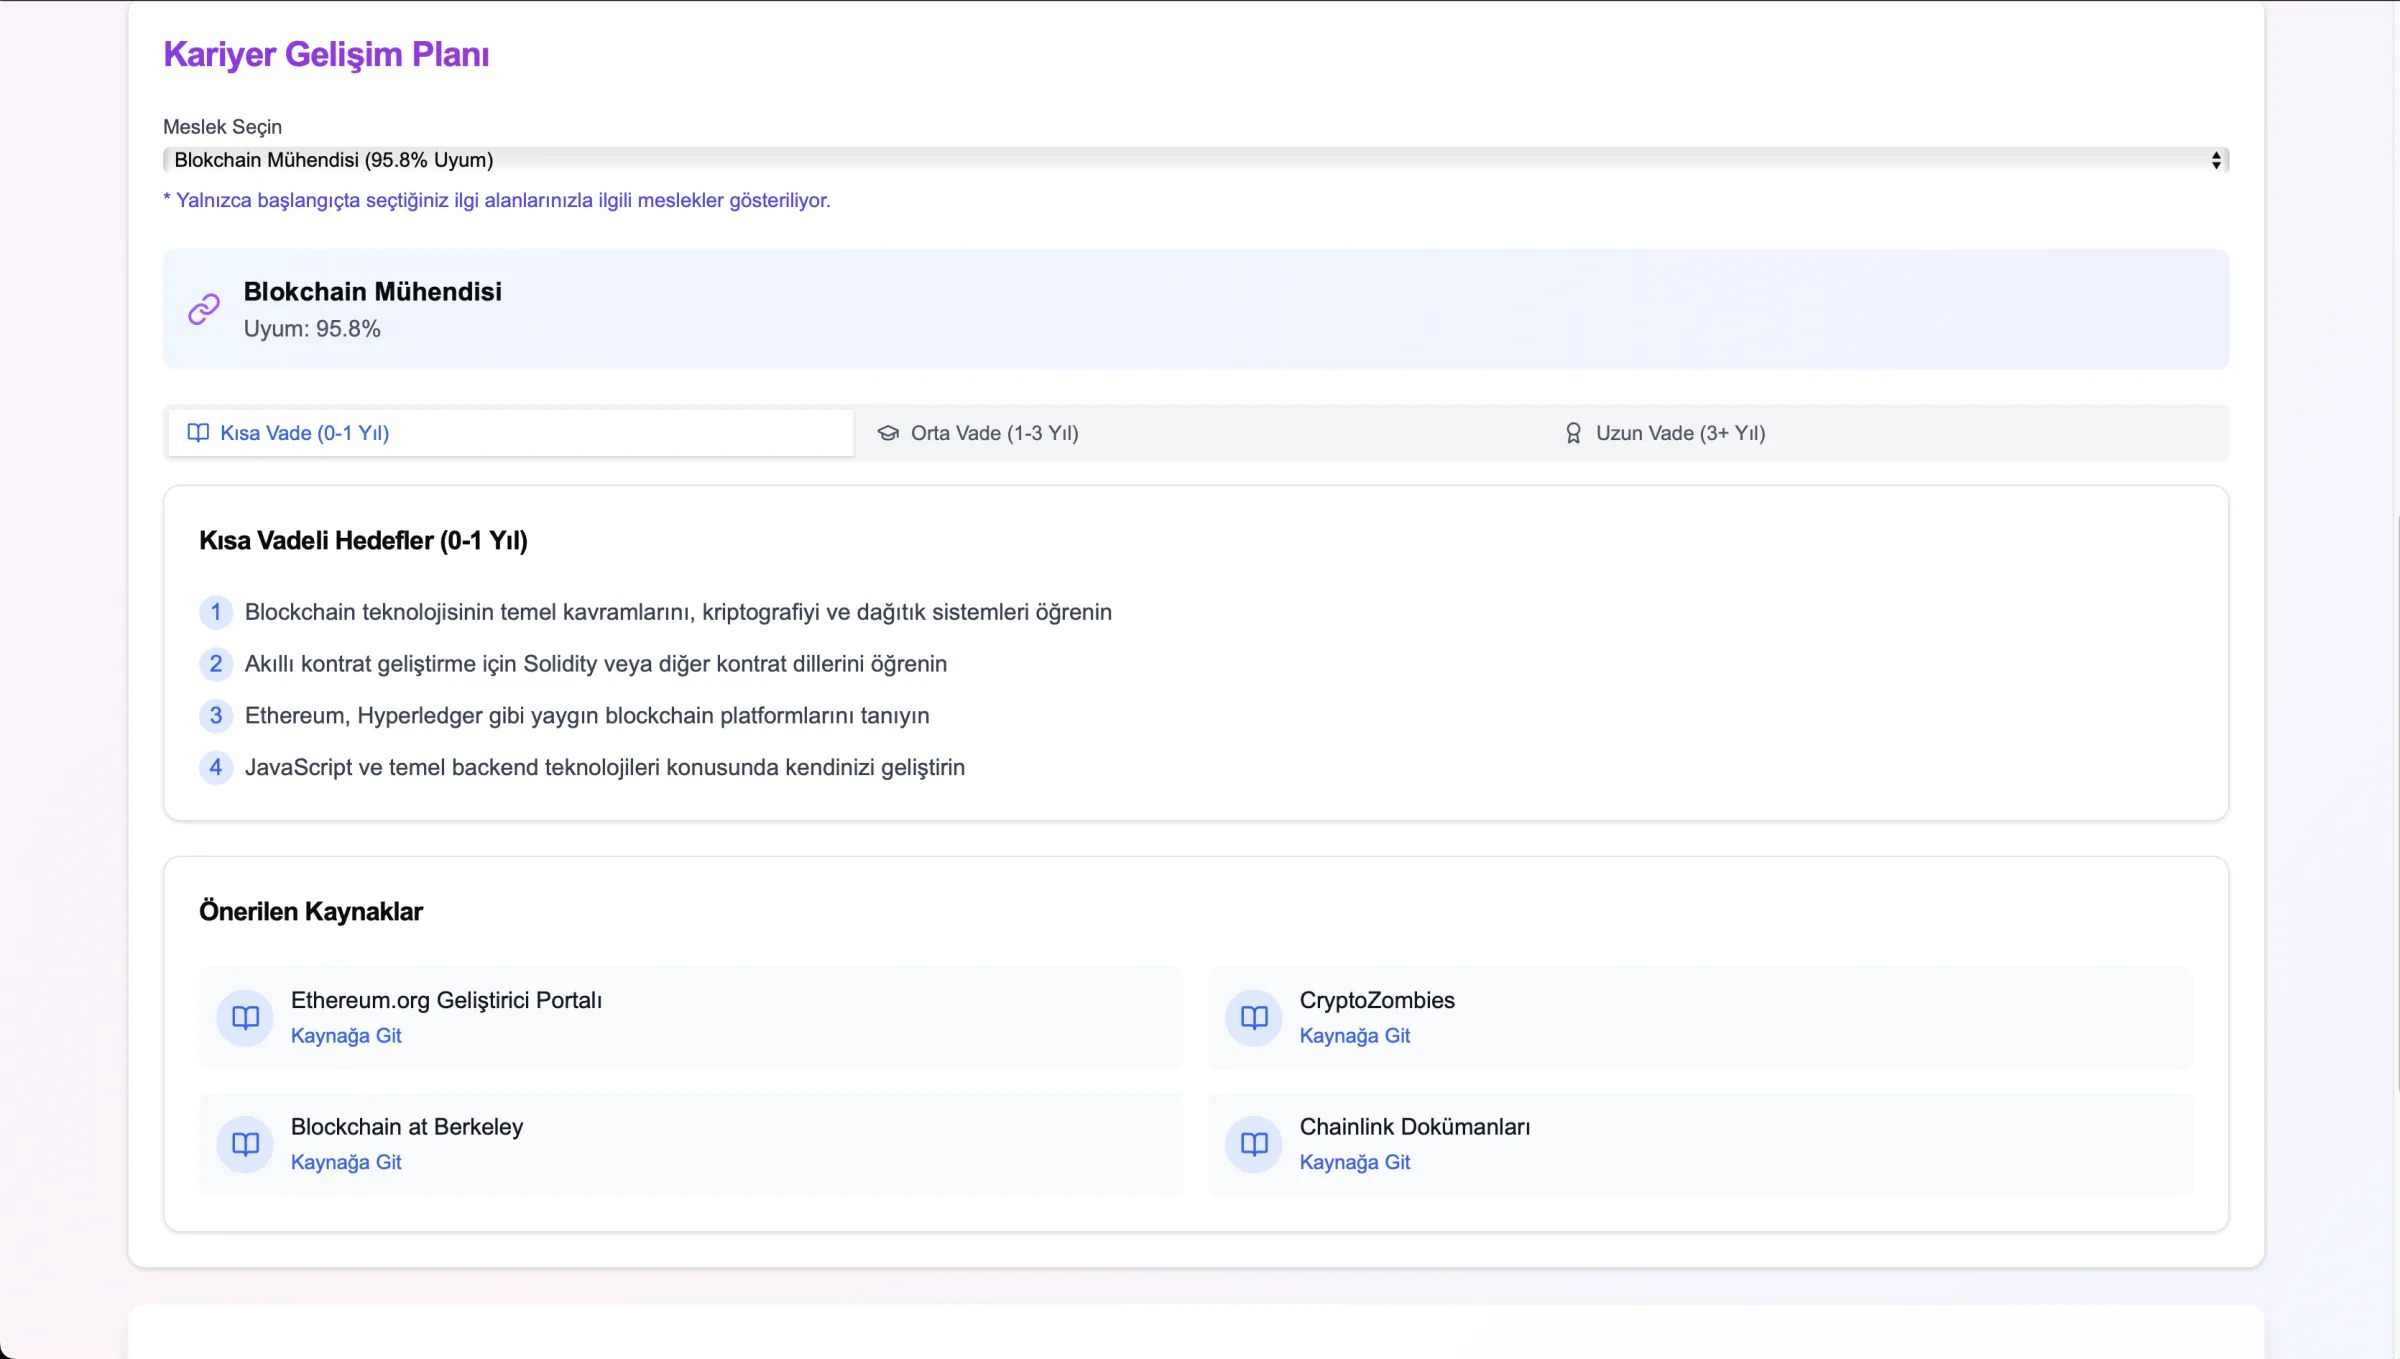 Kariyer Gelişim Planı
Meslek Seçin
Blokchain Mühendisi (95.8% Uyum)
* Yalnızca başlangıçta seçtiğiniz ilgi alanlarınızla ilgili meslekler gösteriliyor.
Blokchain Mühendisi
Uyum: 95.8%
Kısa Vade (0-1 Yıl)
Orta Vade (1-3 Yıl)
Uzun Vade (3+ Yıl)
Kısa Vadeli Hedefler (0-1 Yıl)
1 Blockchain teknolojisinin temel kavramlarını, kriptografiyi ve dağıtık sistemleri öğrenin
2 Akıllı kontrat geliştirme için Solidity veya diğer kontrat dillerini öğrenin
3 Ethereum, Hyperledger gibi yaygın blockchain platformlarını tanıyın
4 JavaScript ve temel backend teknolojileri konusunda kendinizi geliştirin
Önerilen Kaynaklar
Ethereum.org Geliştirici Portalı
Kaynağa Git
CryptoZombies
Kaynağa Git
Blockchain at Berkeley
Kaynağa Git
Chainlink Dokümanları
Kaynağa Git